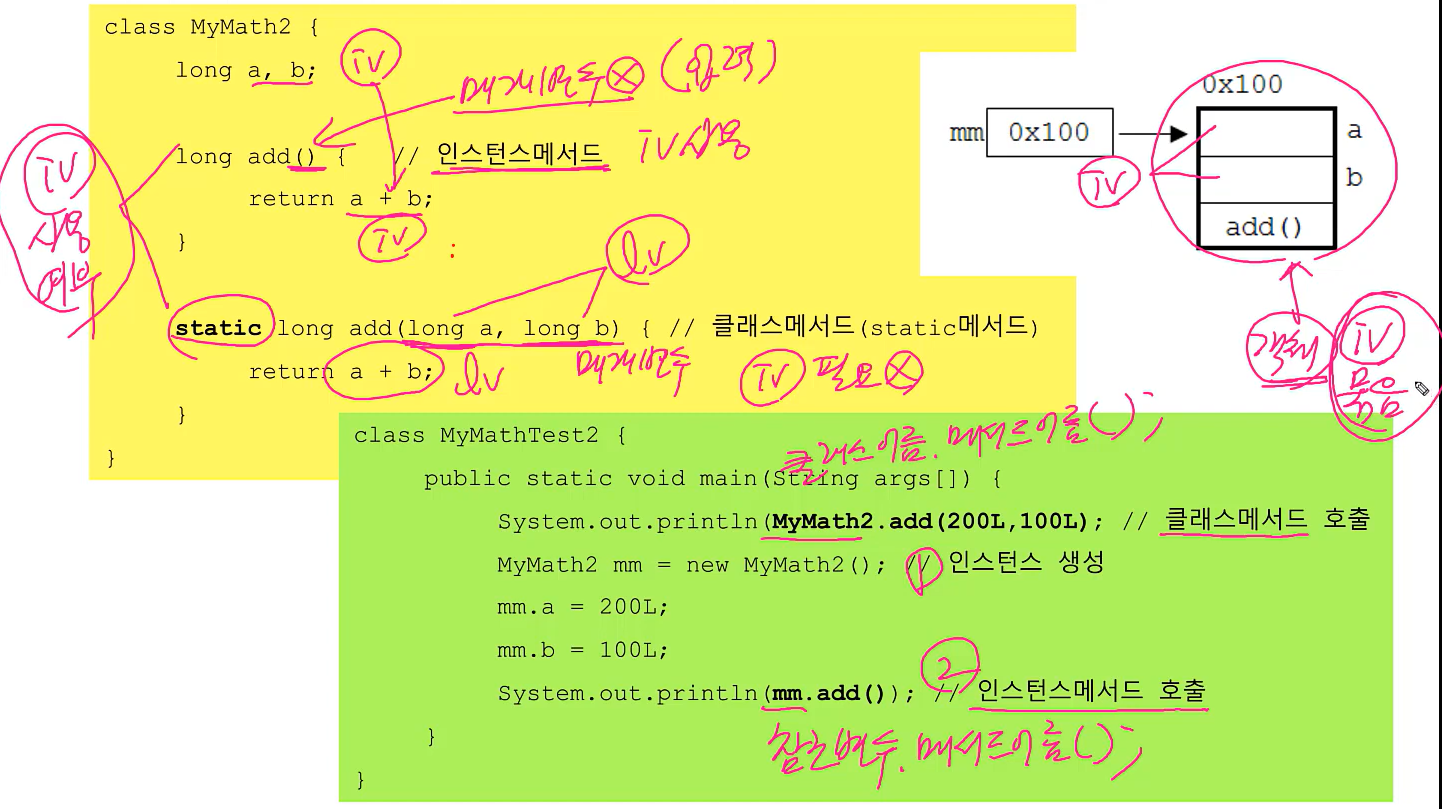 class MyMath2 {
long a, b;
iv
매개변수 ⓧ (입력)
long add() { // 인스턴스메서드
iv사용
return a + b;
iv
}
iv
사용
여부
lv
static long add(long a, long b) { // 클래스메서드(static메서드)
return a + b;
lv
매개변수
iv 필요 ⓧ
}
}
0x100
mm 0x100
a
iv
b
add()
객체
iv
묶음
class MyMathTest2 {
클래스이름.메서드이름();
public static void main(String args[]) {
System.out.println(MyMath2.add(200L,100L); // 클래스메서드 호출
MyMath2 mm = new MyMath2(); // 인스턴스 생성
1
mm.a = 200L;
mm.b = 100L;
2
System.out.println(mm.add()); // 인스턴스메서드 호출
참조변수.메서드이름();
}
}